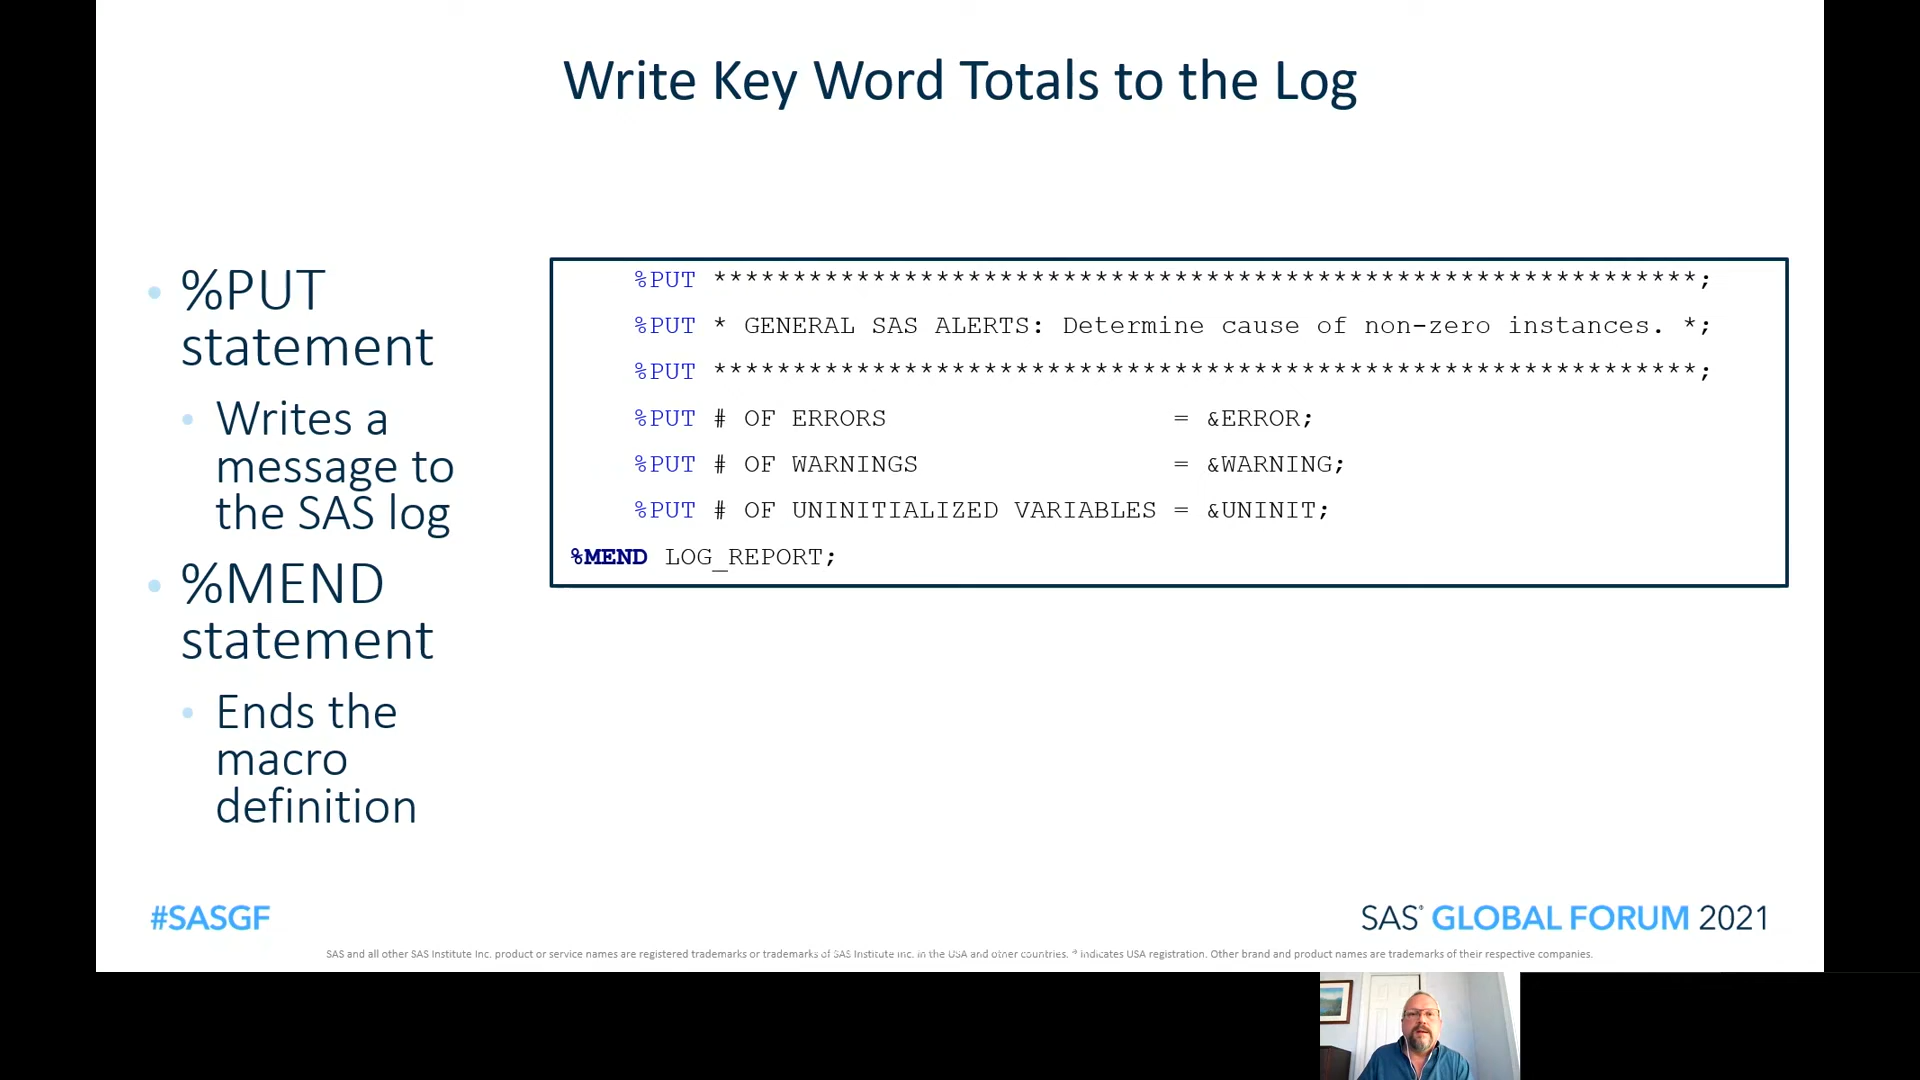 Write Key Word Totals to the Log
• %PUT
statement
• Writes a
message to
the SAS log
• %MEND
statement
• Ends the
macro
definition
%PUT **************************************************************;
%PUT * GENERAL SAS ALERTS: Determine cause of non-zero instances. *;
%PUT **************************************************************;
%PUT # OF ERRORS                  = &ERROR;
%PUT # OF WARNINGS                = &WARNING;
%PUT # OF UNINITIALIZED VARIABLES = &UNINIT;
%MEND LOG_REPORT;
#SASGF
SAS® GLOBAL FORUM 2021
SAS and all other SAS Institute Inc. product or service names are registered trademarks or trademarks of SAS Institute Inc. in the USA and other countries. ® indicates USA registration. Other brand and product names are trademarks of their respective companies.